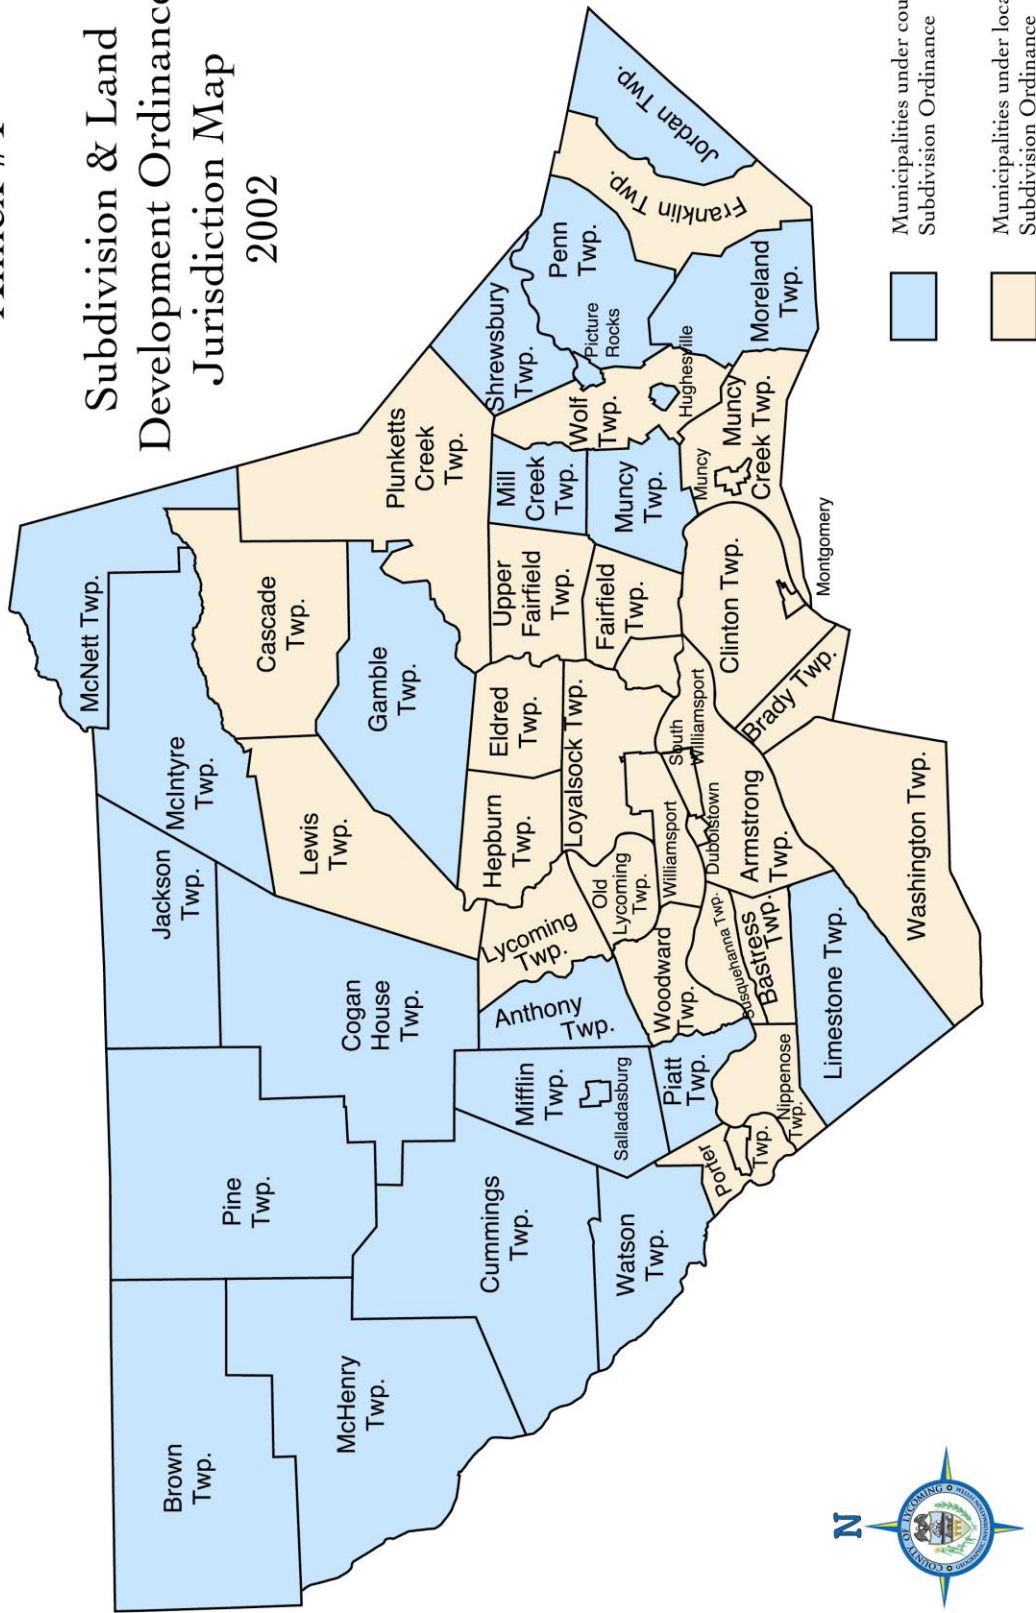 Subdivision & Land
Development Ordinance
Jurisdiction Map
2002
McNett Twp.
McIntyre
Twp.
Jackson
Twp.
Cascade
Twp.
Plunketts
Creek
Twp.
Shrewsbury
Twp.
Penn
Twp.
Picture
Rocks
Franklin Twp.
Jordan Twp.
Moreland
Twp.
Brown
Twp.
Pine
Twp.
McHenry
Twp.
Cogan
House
Twp.
Lewis
Twp.
Gamble
Twp.
Mill
Creek
Twp.
Wolf
Twp.
Hughesville
Muncy
Twp.
Muncy
Muncy
Creek Twp.
Upper
Fairfield
Twp.
Fairfield
Twp.
Eldred
Twp.
Hepburn
Twp.
Loyalsock Twp.
Cummings
Twp.
Mifflin
Twp.
Salladasburg
Anthony
Twp.
Lycoming
Twp.
Old
Lycoming
Twp.
Williamsport
South
Williamsport
Duboistown
Clinton Twp.
Montgomery
Brady Twp.
Armstrong
Twp.
Washington Twp.
Watson
Twp.
Piatt
Twp.
Woodward
Twp.
Susquehanna Twp.
Bastress
Twp.
Limestone Twp.
Nippenose
Twp.
Porter
Twp.
N
COUNTY OF LYCOMING
Municipalities under cou
Subdivision Ordinance
Municipalities under loca
Subdivision Ordinance